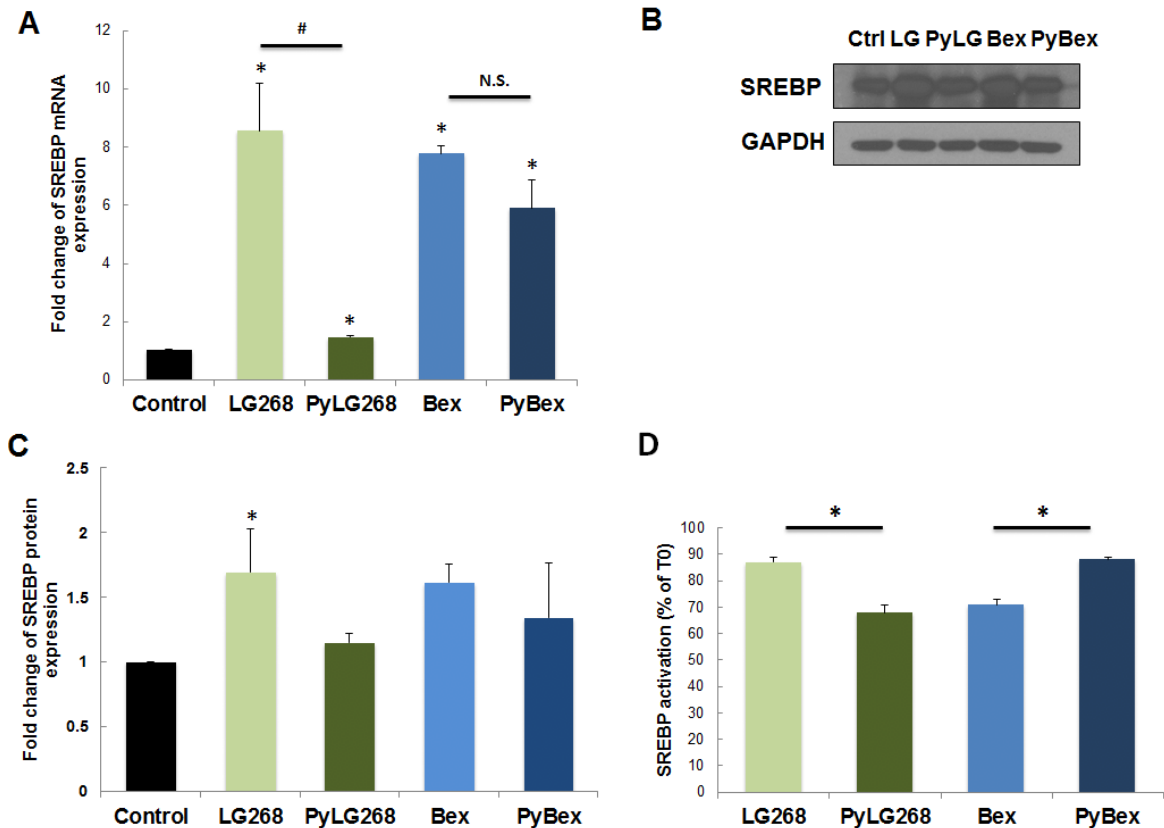 A
Fold change of SREBP mRNA
expression
12
10
8
6
4
2
0
*
#
*
*
N.S.
*
Control LG268 PyLG268 Bex PyBex
B
Ctrl LG PyLG Bex PyBex
SREBP
GAPDH
C
Fold change of SREBP protein
expression
2.5
2
1.5
1
0.5
0
*
Control LG268 PyLG268 Bex PyBex
D
SREBP activation (% of T0)
100
90
80
70
60
50
40
30
20
10
0
*
*
LG268 PyLG268 Bex PyBex